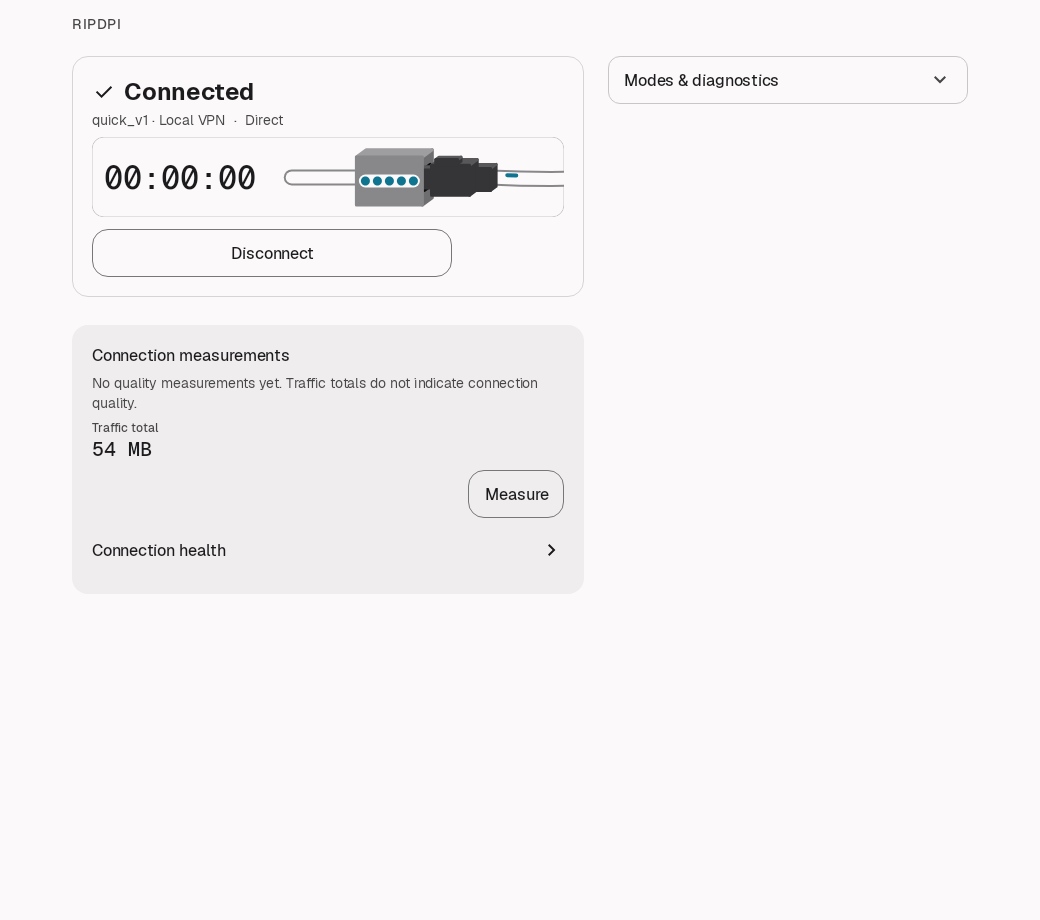 RIPDPI
Connected
quick_v1 · Local VPN · Direct
00:00:00
Disconnect
Modes & diagnostics
Connection measurements
No quality measurements yet. Traffic totals do not indicate connection
quality.
Traffic total
54 MB
Measure
Connection health